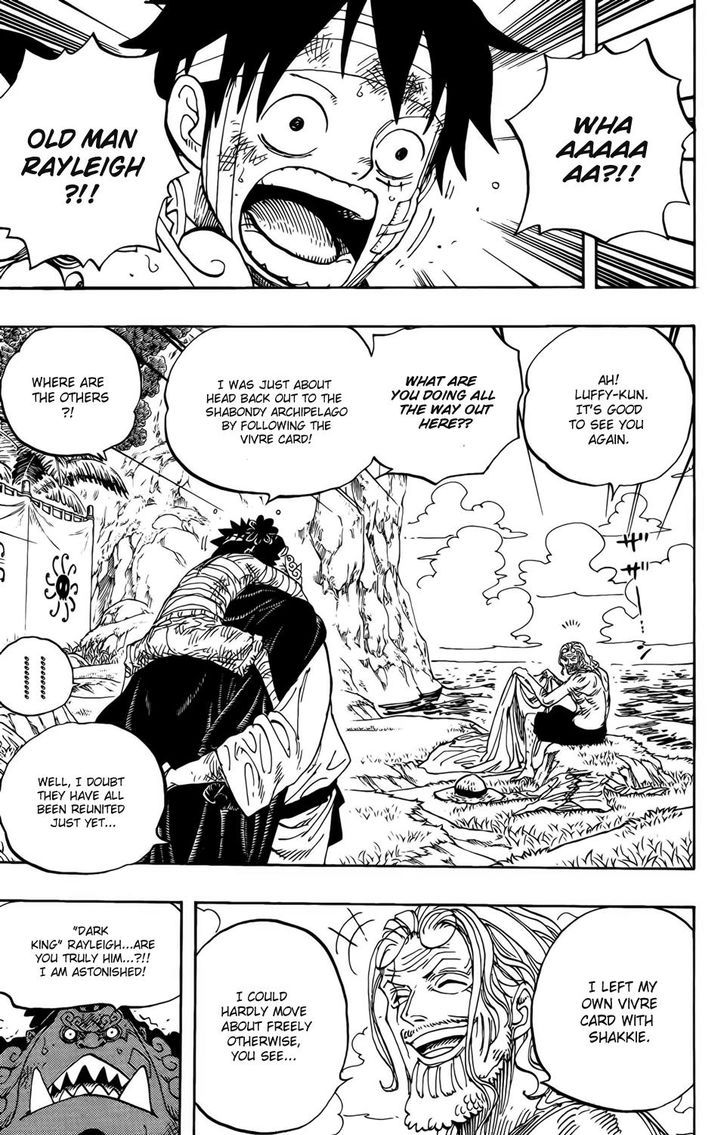 WHA
AAAAA
AA?!!
OLD MAN
RAYLEIGH
?!!
AH!
LUFFY-KUN.
IT'S GOOD
TO SEE YOU
AGAIN.
WHAT ARE
YOU DOING ALL
THE WAY OUT
HERE??
I WAS JUST ABOUT
HEAD BACK OUT TO THE
SHABONDY ARCHIPELAGO
BY FOLLOWING THE
VIVRE CARD!
WHERE ARE
THE OTHERS
?!
WELL, I DOUBT
THEY HAVE ALL
BEEN REUNITED
JUST YET...
I LEFT MY
OWN VIVRE
CARD WITH
SHAKKIE.
I COULD
HARDLY MOVE
ABOUT FREELY
OTHERWISE,
YOU SEE...
"DARK
KING" RAYLEIGH...ARE
YOU TRULY HIM...?!!
I AM ASTONISHED!